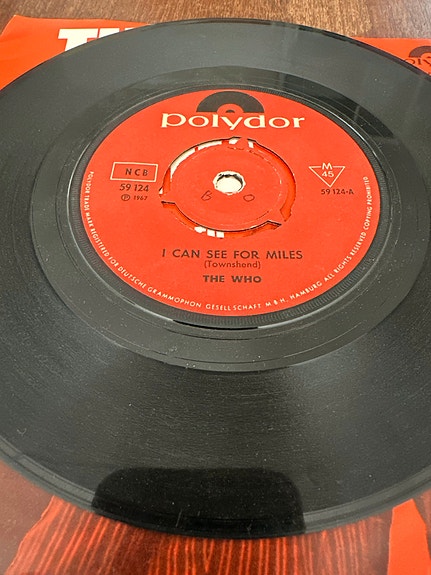 polydor
NCB
59 124
Ⓟ 1967
M
45
59 124-A
B O
I CAN SEE FOR MILES
(Townshend)
THE WHO
POLYDOR TRADE MARK REGISTERED FOR DEUTSCHE GRAMMOPHON GESELLSCHAFT M·B·H· HAMBURG ALL RIGHTS RESERVED COPYING PROHIBITED